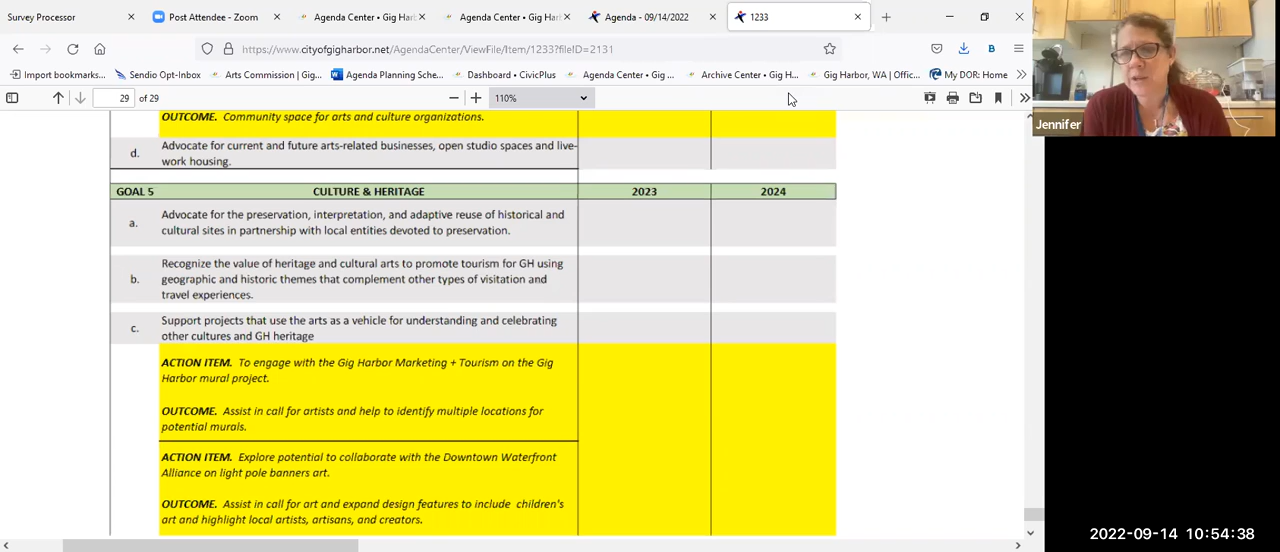 Survey Processor
Post Attendee - Zoom
Agenda Center • Gig Harb
Agenda Center • Gig Harb
Agenda - 09/14/2022
1233
https://www.cityofgigharbor.net/AgendaCenter/ViewFile/Item/1233?fileID=2131
Import bookmarks...
Sendio Opt-Inbox
Arts Commission | Gig...
Agenda Planning Sche...
Dashboard • CivicPlus
Agenda Center • Gig ...
Archive Center • Gig H...
Gig Harbor, WA | Offic...
My DOR: Home
29
of 29
110%
Jennifer
OUTCOME. Community space for arts and culture organizations.
d. Advocate for current and future arts-related businesses, open studio spaces and live-
work housing.
GOAL 5 CULTURE & HERITAGE 2023 2024
a. Advocate for the preservation, interpretation, and adaptive reuse of historical and
cultural sites in partnership with local entities devoted to preservation.
b. Recognize the value of heritage and cultural arts to promote tourism for GH using
geographic and historic themes that complement other types of visitation and
travel experiences.
c. Support projects that use the arts as a vehicle for understanding and celebrating
other cultures and GH heritage
ACTION ITEM. To engage with the Gig Harbor Marketing + Tourism on the Gig
Harbor mural project.
OUTCOME. Assist in call for artists and help to identify multiple locations for
potential murals.
ACTION ITEM. Explore potential to collaborate with the Downtown Waterfront
Alliance on light pole banners art.
OUTCOME. Assist in call for art and expand design features to include children's
art and highlight local artists, artisans, and creators.
2022-09-14 10:54:38